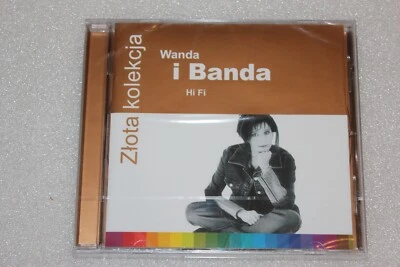 Złota kolekcja
Wanda
i Banda
Hi Fi